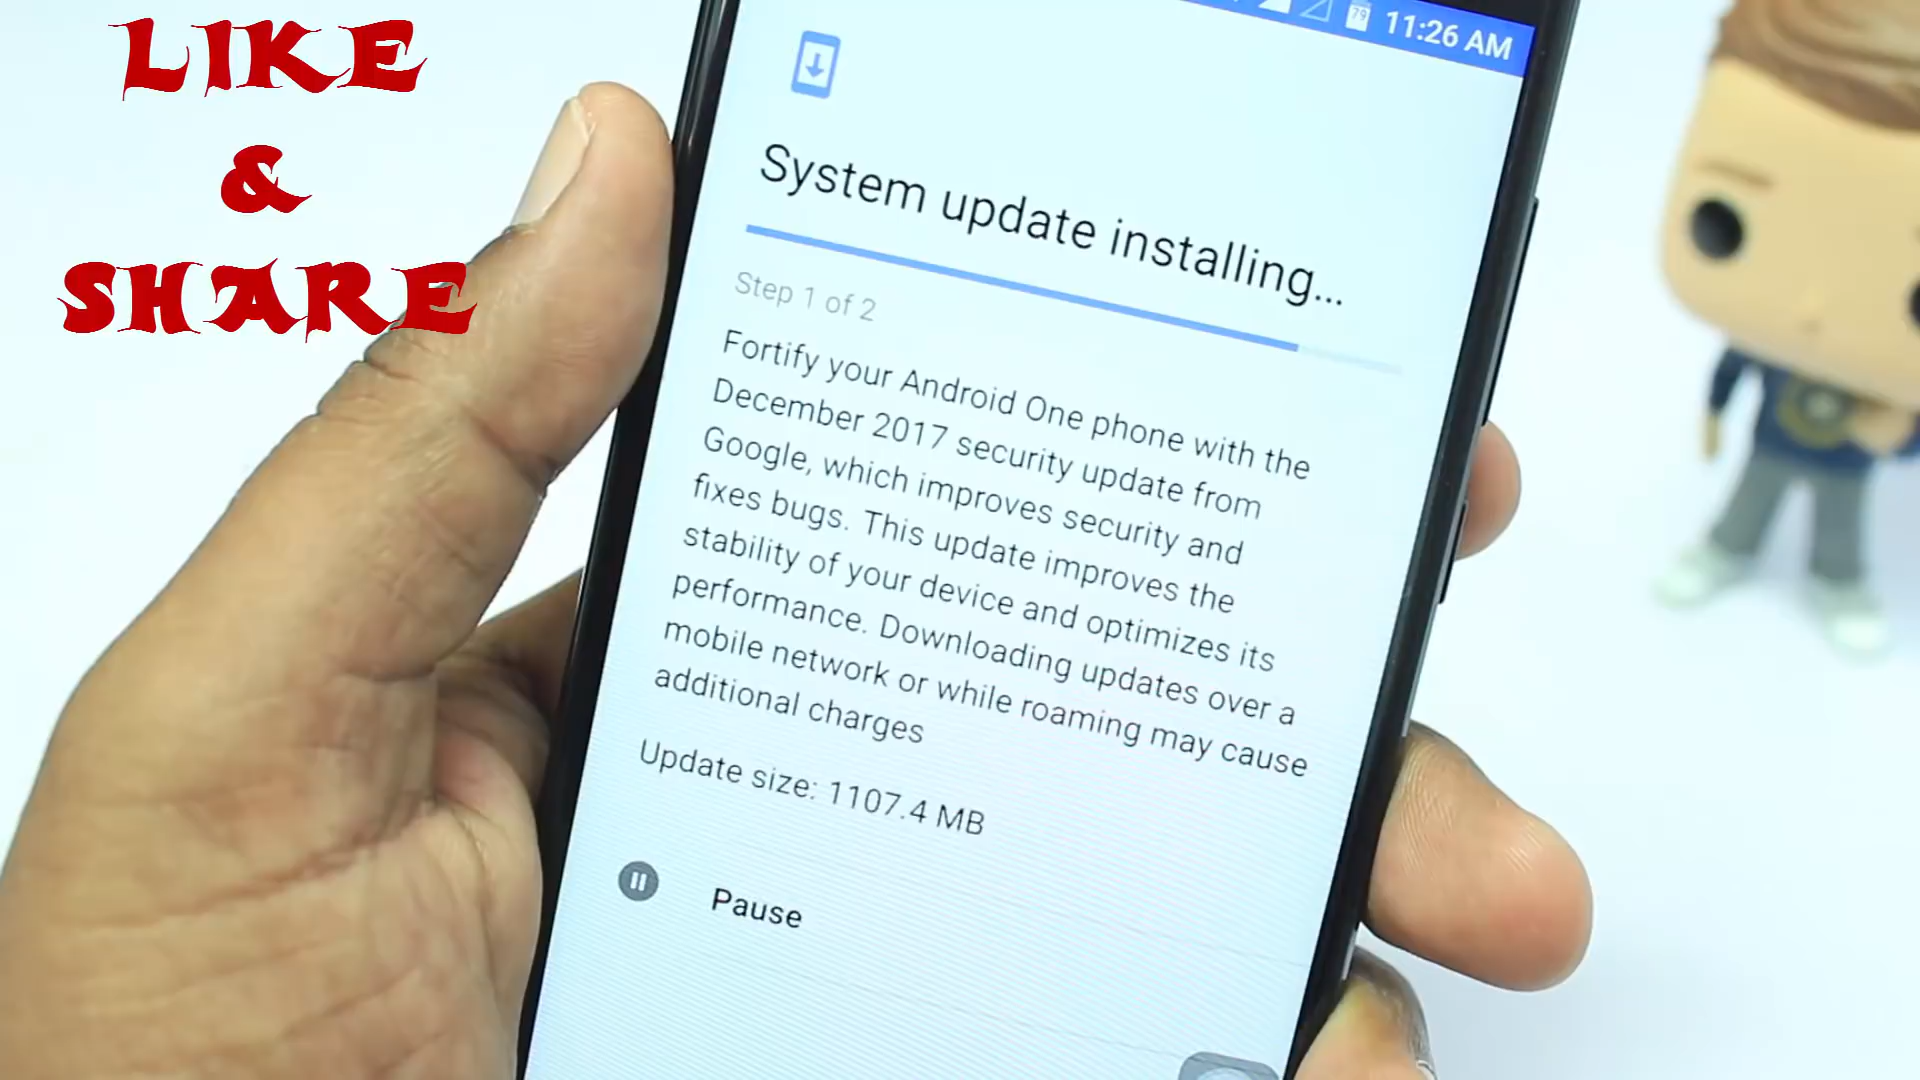 LIKE
&
SHARE
79 11:26 AM
System update installing...
Step 1 of 2
Fortify your Android One phone with the
December 2017 security update from
Google, which improves security and
fixes bugs. This update improves the
stability of your device and optimizes its
performance. Downloading updates over a
mobile network or while roaming may cause
additional charges
Update size: 1107.4 MB
Pause